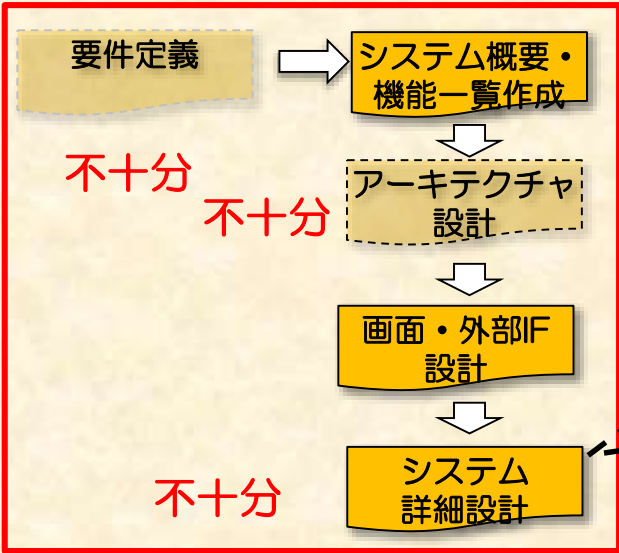 要件定義
システム概要・
機能一覧作成
不十分
アーキテクチャ
設計
不十分
画面・外部IF
設計
システム
詳細設計
不十分